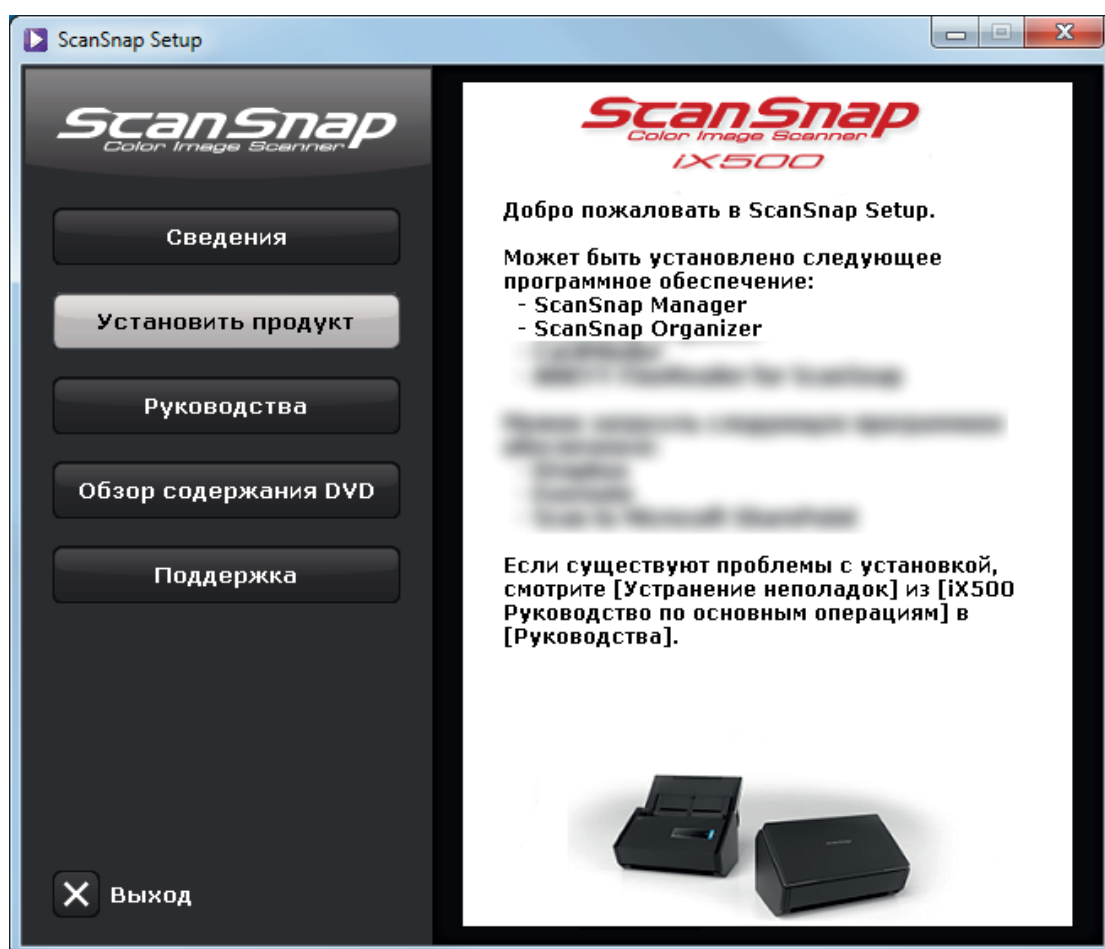 ScanSnap Setup
ScanSnap
Color Image Scanner
Сведения
Установить продукт
Руководства
Обзор содержания DVD
Поддержка
Выход
ScanSnap
Color Image Scanner
iX500
Добро пожаловать в ScanSnap Setup.
Может быть установлено следующее
программное обеспечение:
- ScanSnap Manager
- ScanSnap Organizer
Если существуют проблемы с установкой,
смотрите [Устранение неполадок] из [iX500
Руководство по основным операциям] в
[Руководства].